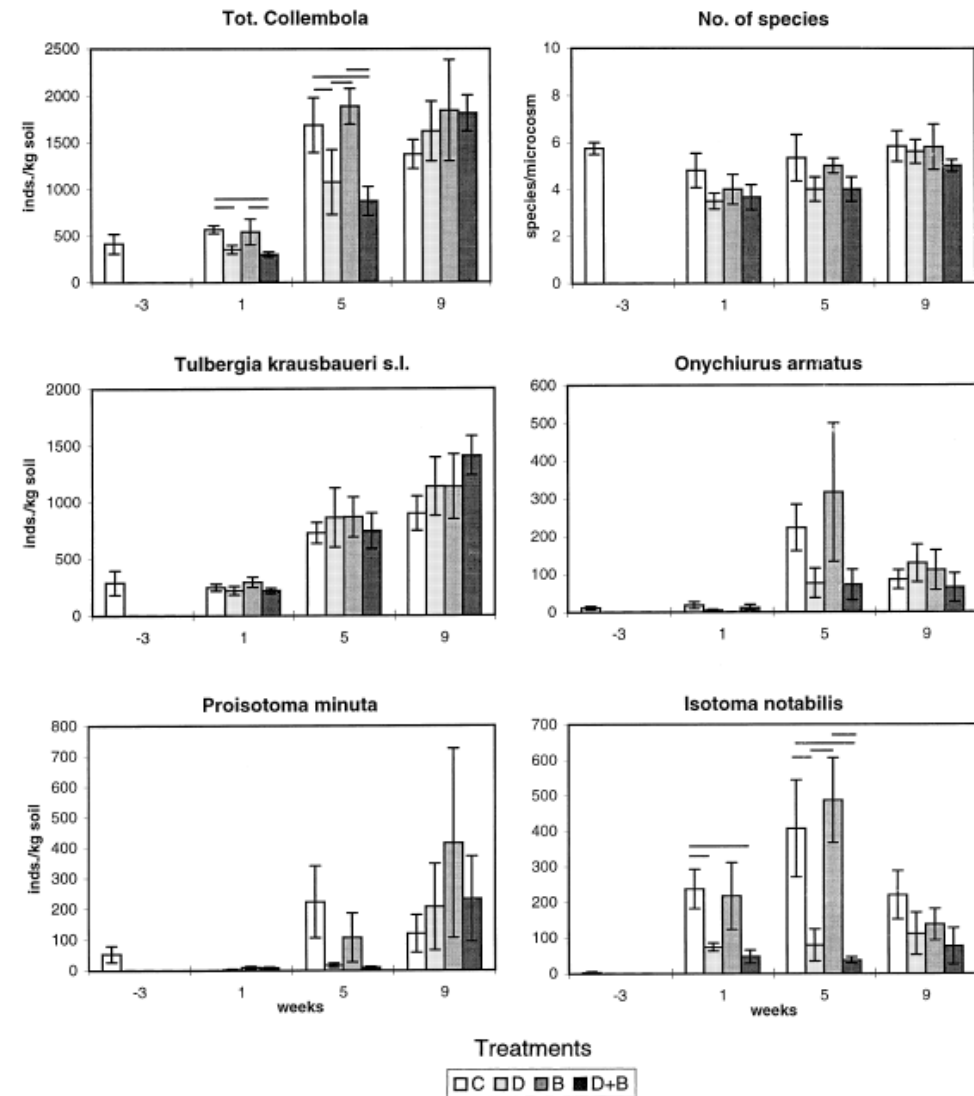 Tot. Collembola
inds./kg soil
2500
2000
1500
1000
500
0
-3 1 5 9
No. of species
species/microcosm
10
8
6
4
2
0
-3 1 5 9
Tulbergia krausbaueri s.l.
inds./kg soil
2000
1500
1000
500
0
-3 1 5 9
Onychiurus armatus
600
500
400
300
200
100
0
-3 1 5 9
Proisotoma minuta
inds./kg soil
800
700
600
500
400
300
200
100
0
-3 1 5 9
weeks
Isotoma notabilis
700
600
500
400
300
200
100
0
-3 1 5 9
weeks
Treatments
C D B D+B